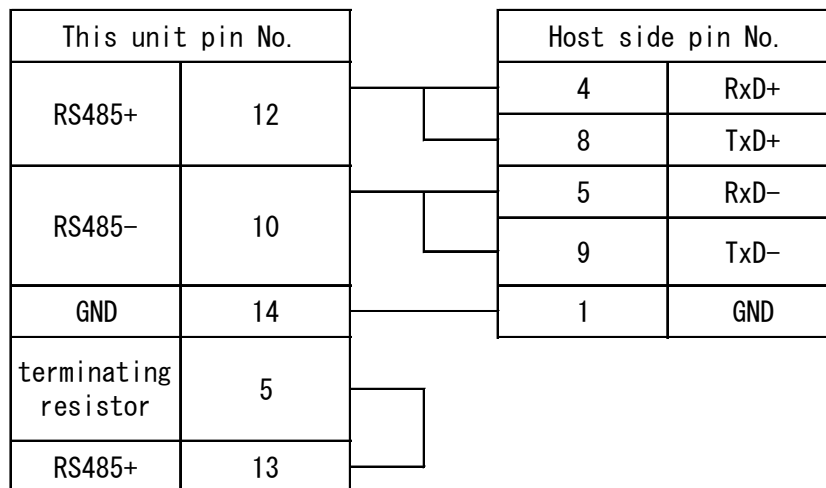 This unit pin No.
Host side pin No.
RS485+ 12
4 RxD+
8 TxD+
RS485− 10
5 RxD−
9 TxD−
GND 14
1 GND
terminating
resistor 5
RS485+ 13